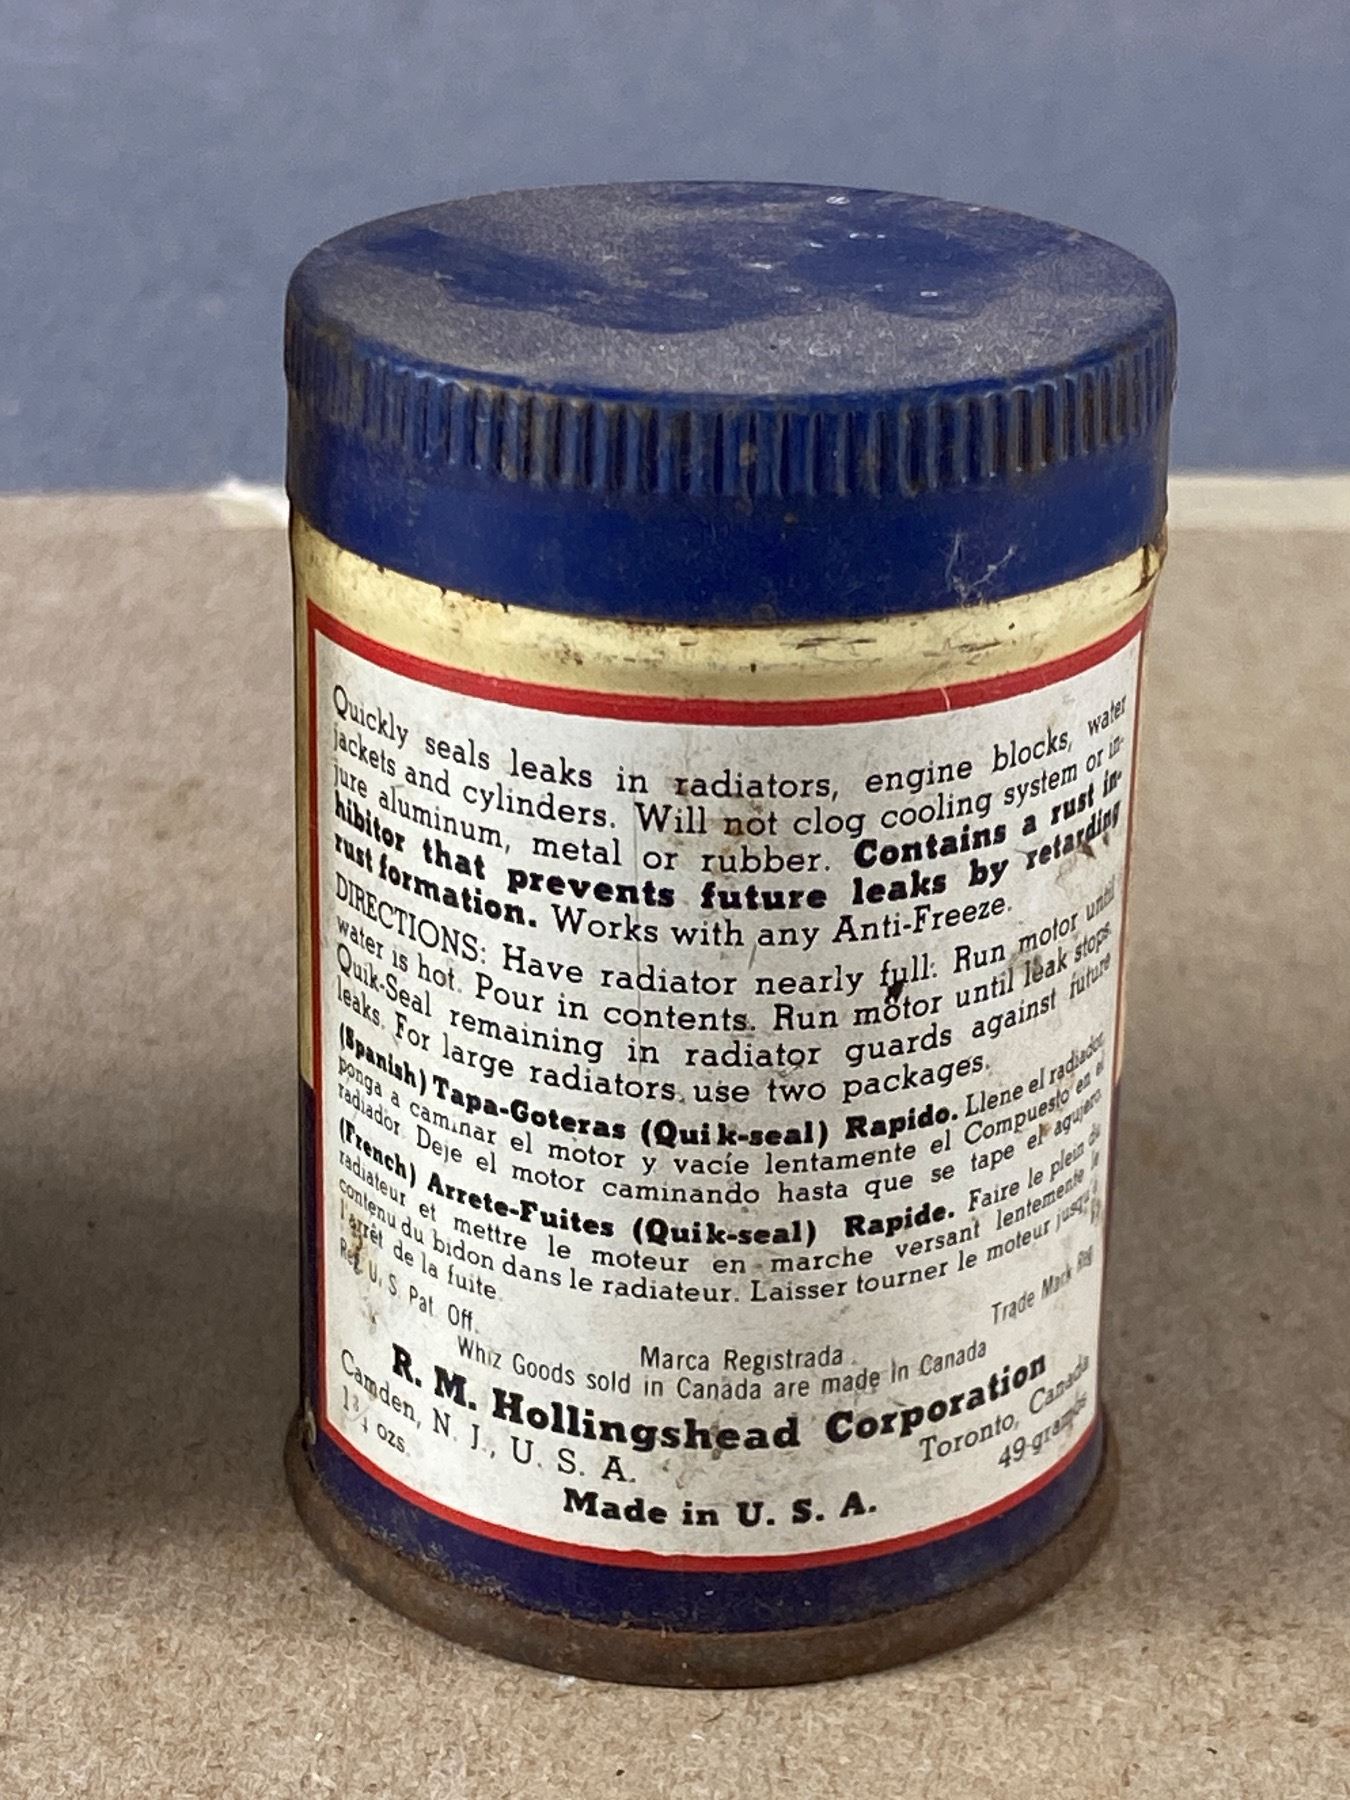 Quickly seals leaks in radiators, engine blocks, water
jackets and cylinders. Will not clog cooling system or in-
jure aluminum, metal or rubber. Contains a rust in-
hibitor that prevents future leaks by retarding
rust formation. Works with any Anti-Freeze.
DIRECTIONS: Have radiator nearly full. Run motor until
water is hot. Pour in contents. Run motor until leak stops.
Quik-Seal remaining in radiator guards against future
leaks. For large radiators, use two packages.
(Spanish) Tapa-Goteras (Quik-seal) Rapido. Llene el radiador,
ponga a caminar el motor y vacíe lentamente el Compuesto en el
radiador. Deje el motor caminando hasta que se tape el agujero.
(French) Arrete-Fuites (Quik-seal) Rapide. Faire le plein du
radiateur et mettre le moteur en marche versant lentemente le
contenu du bidon dans le radiateur. Laisser tourner le moteur jusqu'à
l'arrêt de la fuite.
Reg. U. S. Pat. Off. Marca Registrada Trade Mark Reg
Whiz Goods sold in Canada are made in Canada
R. M. Hollingshead Corporation
Camden, N. J., U. S. A. Toronto, Canada
1¾ ozs. 49 grams
Made in U. S. A.